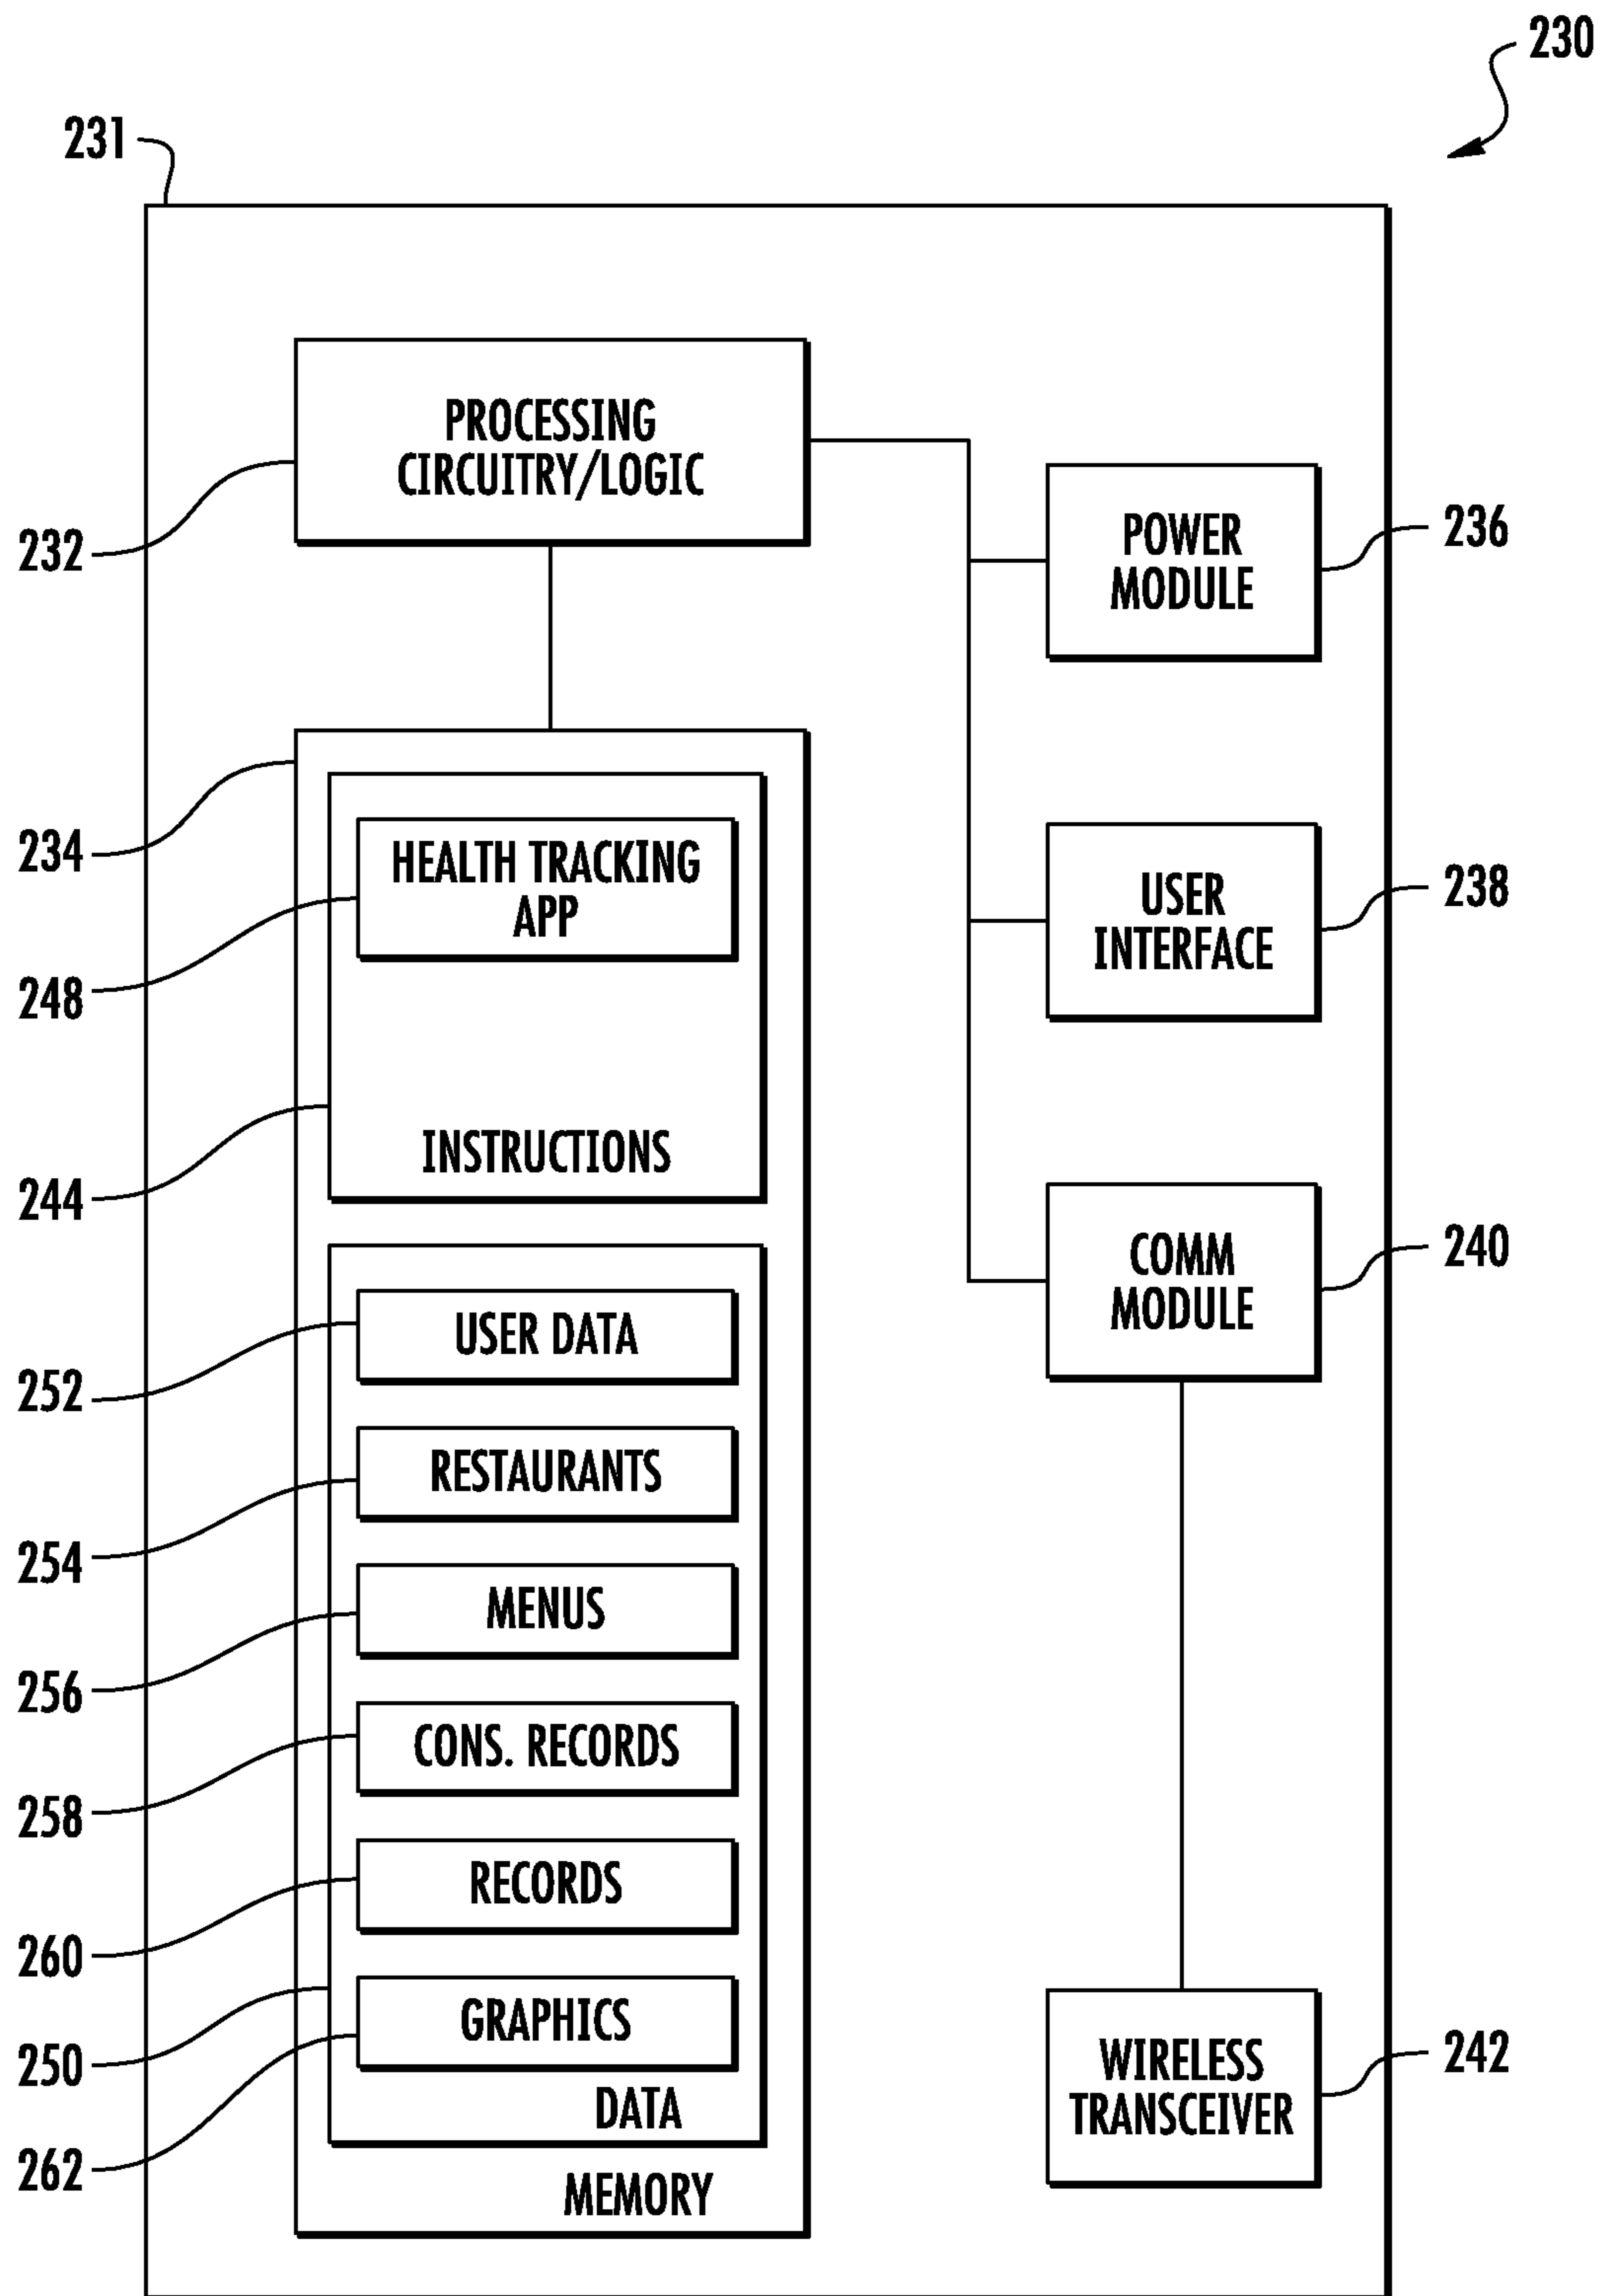 230
231
PROCESSING
CIRCUITRY/LOGIC
232
POWER
MODULE
236
234
HEALTH TRACKING
APP
248
USER
INTERFACE
238
INSTRUCTIONS
244
COMM
MODULE
240
USER DATA
252
RESTAURANTS
254
MENUS
256
CONS. RECORDS
258
RECORDS
260
GRAPHICS
250
WIRELESS
TRANSCEIVER
242
DATA
262
MEMORY